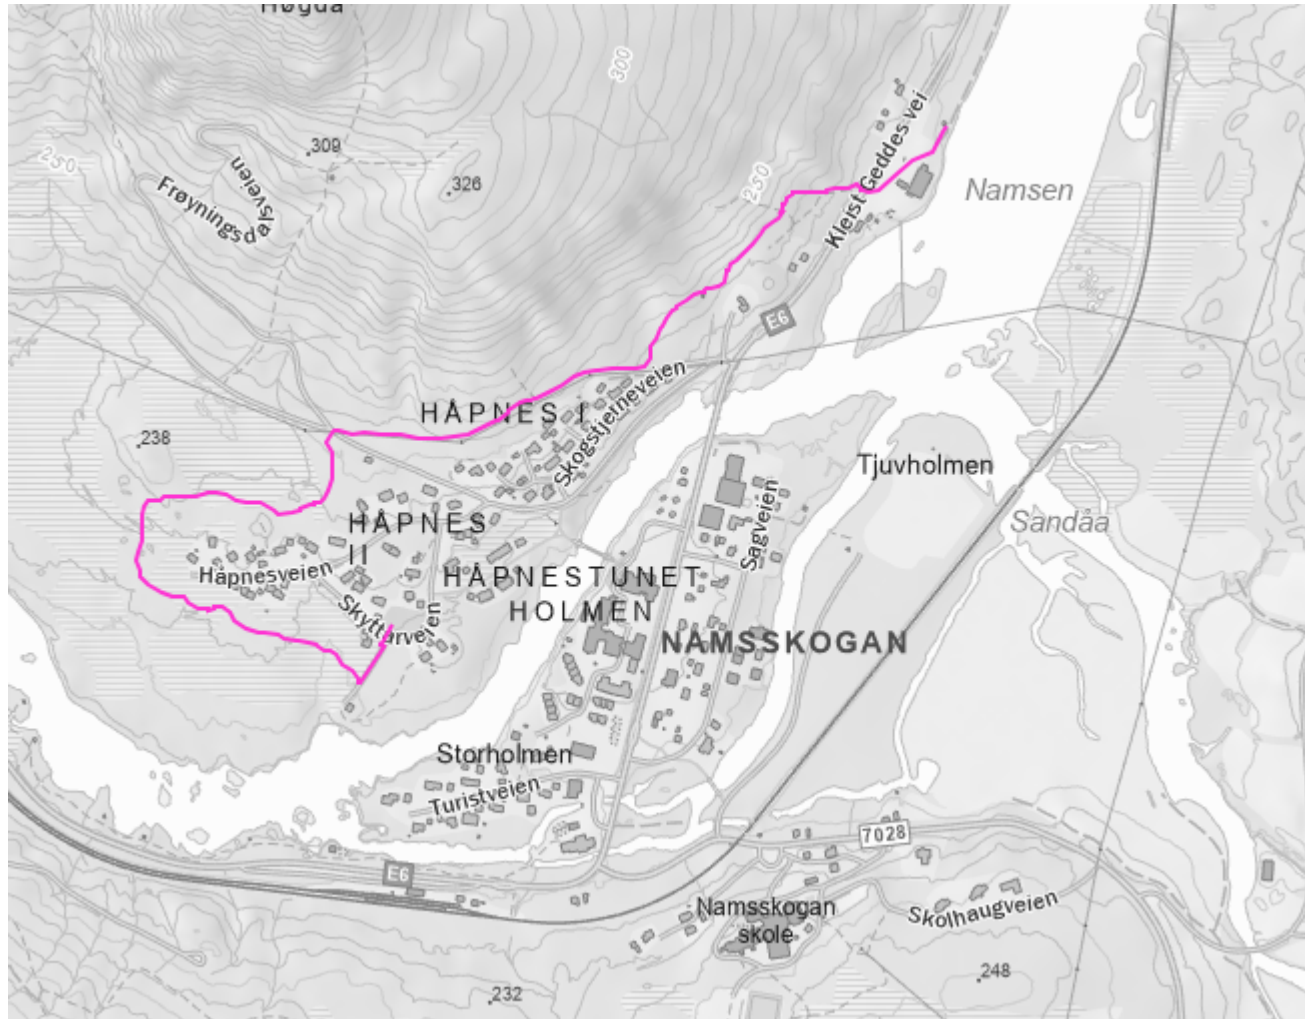 Høgda
300
250
309
326
Frøyningsdalsveien
250
Kleist Geddes vei
Namsen
E6
HÅPNES I
Skogstjerneveien
238
Tjuvholmen
Sandåa
HÅPNES
II
Sagveien
Håpnesveien
HÅPNESTUNET
HOLMEN
Skyttarveien
NAMSSKOGAN
Storholmen
Turistveien
7028
E6
Namsskogan
skole
Skolhaugveien
248
232